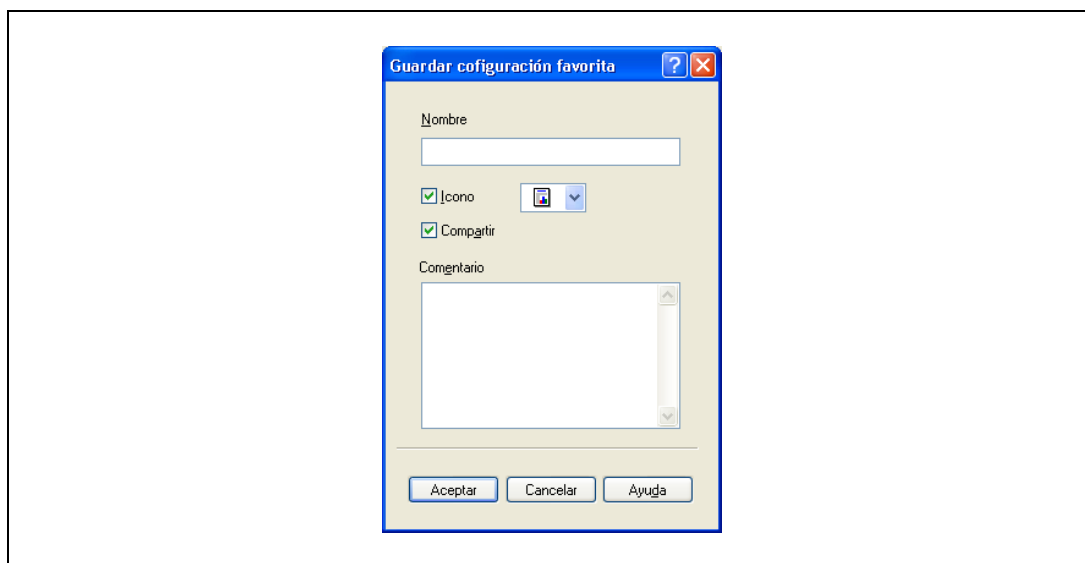 Guardar cofiguración favorita
Nombre
Icono
Compartir
Comentario
Aceptar Cancelar Ayuda